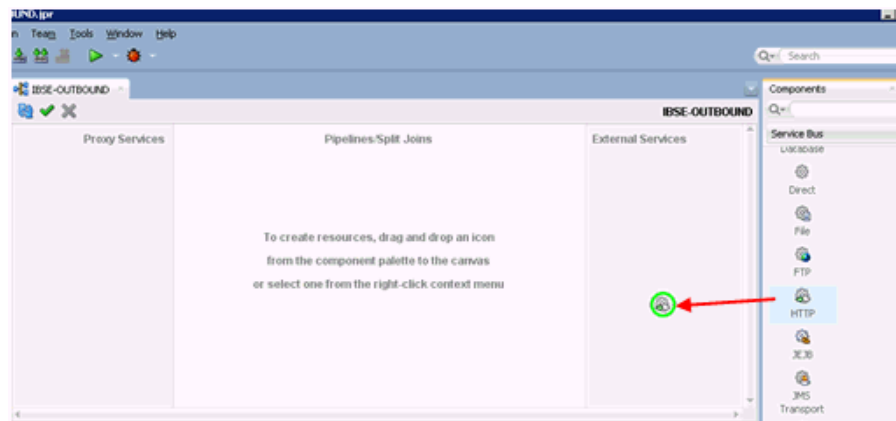 UND.jpr
n Team Tools Window Help
Search
IBSE-OUTBOUND
Components
IBSE-OUTBOUND
Service Bus
Proxy Services
Pipelines/Split Joins
External Services
Database
Direct
File
FTP
HTTP
JEJB
JMS
Transport
To create resources, drag and drop an icon
from the component palette to the canvas
or select one from the right-click context menu